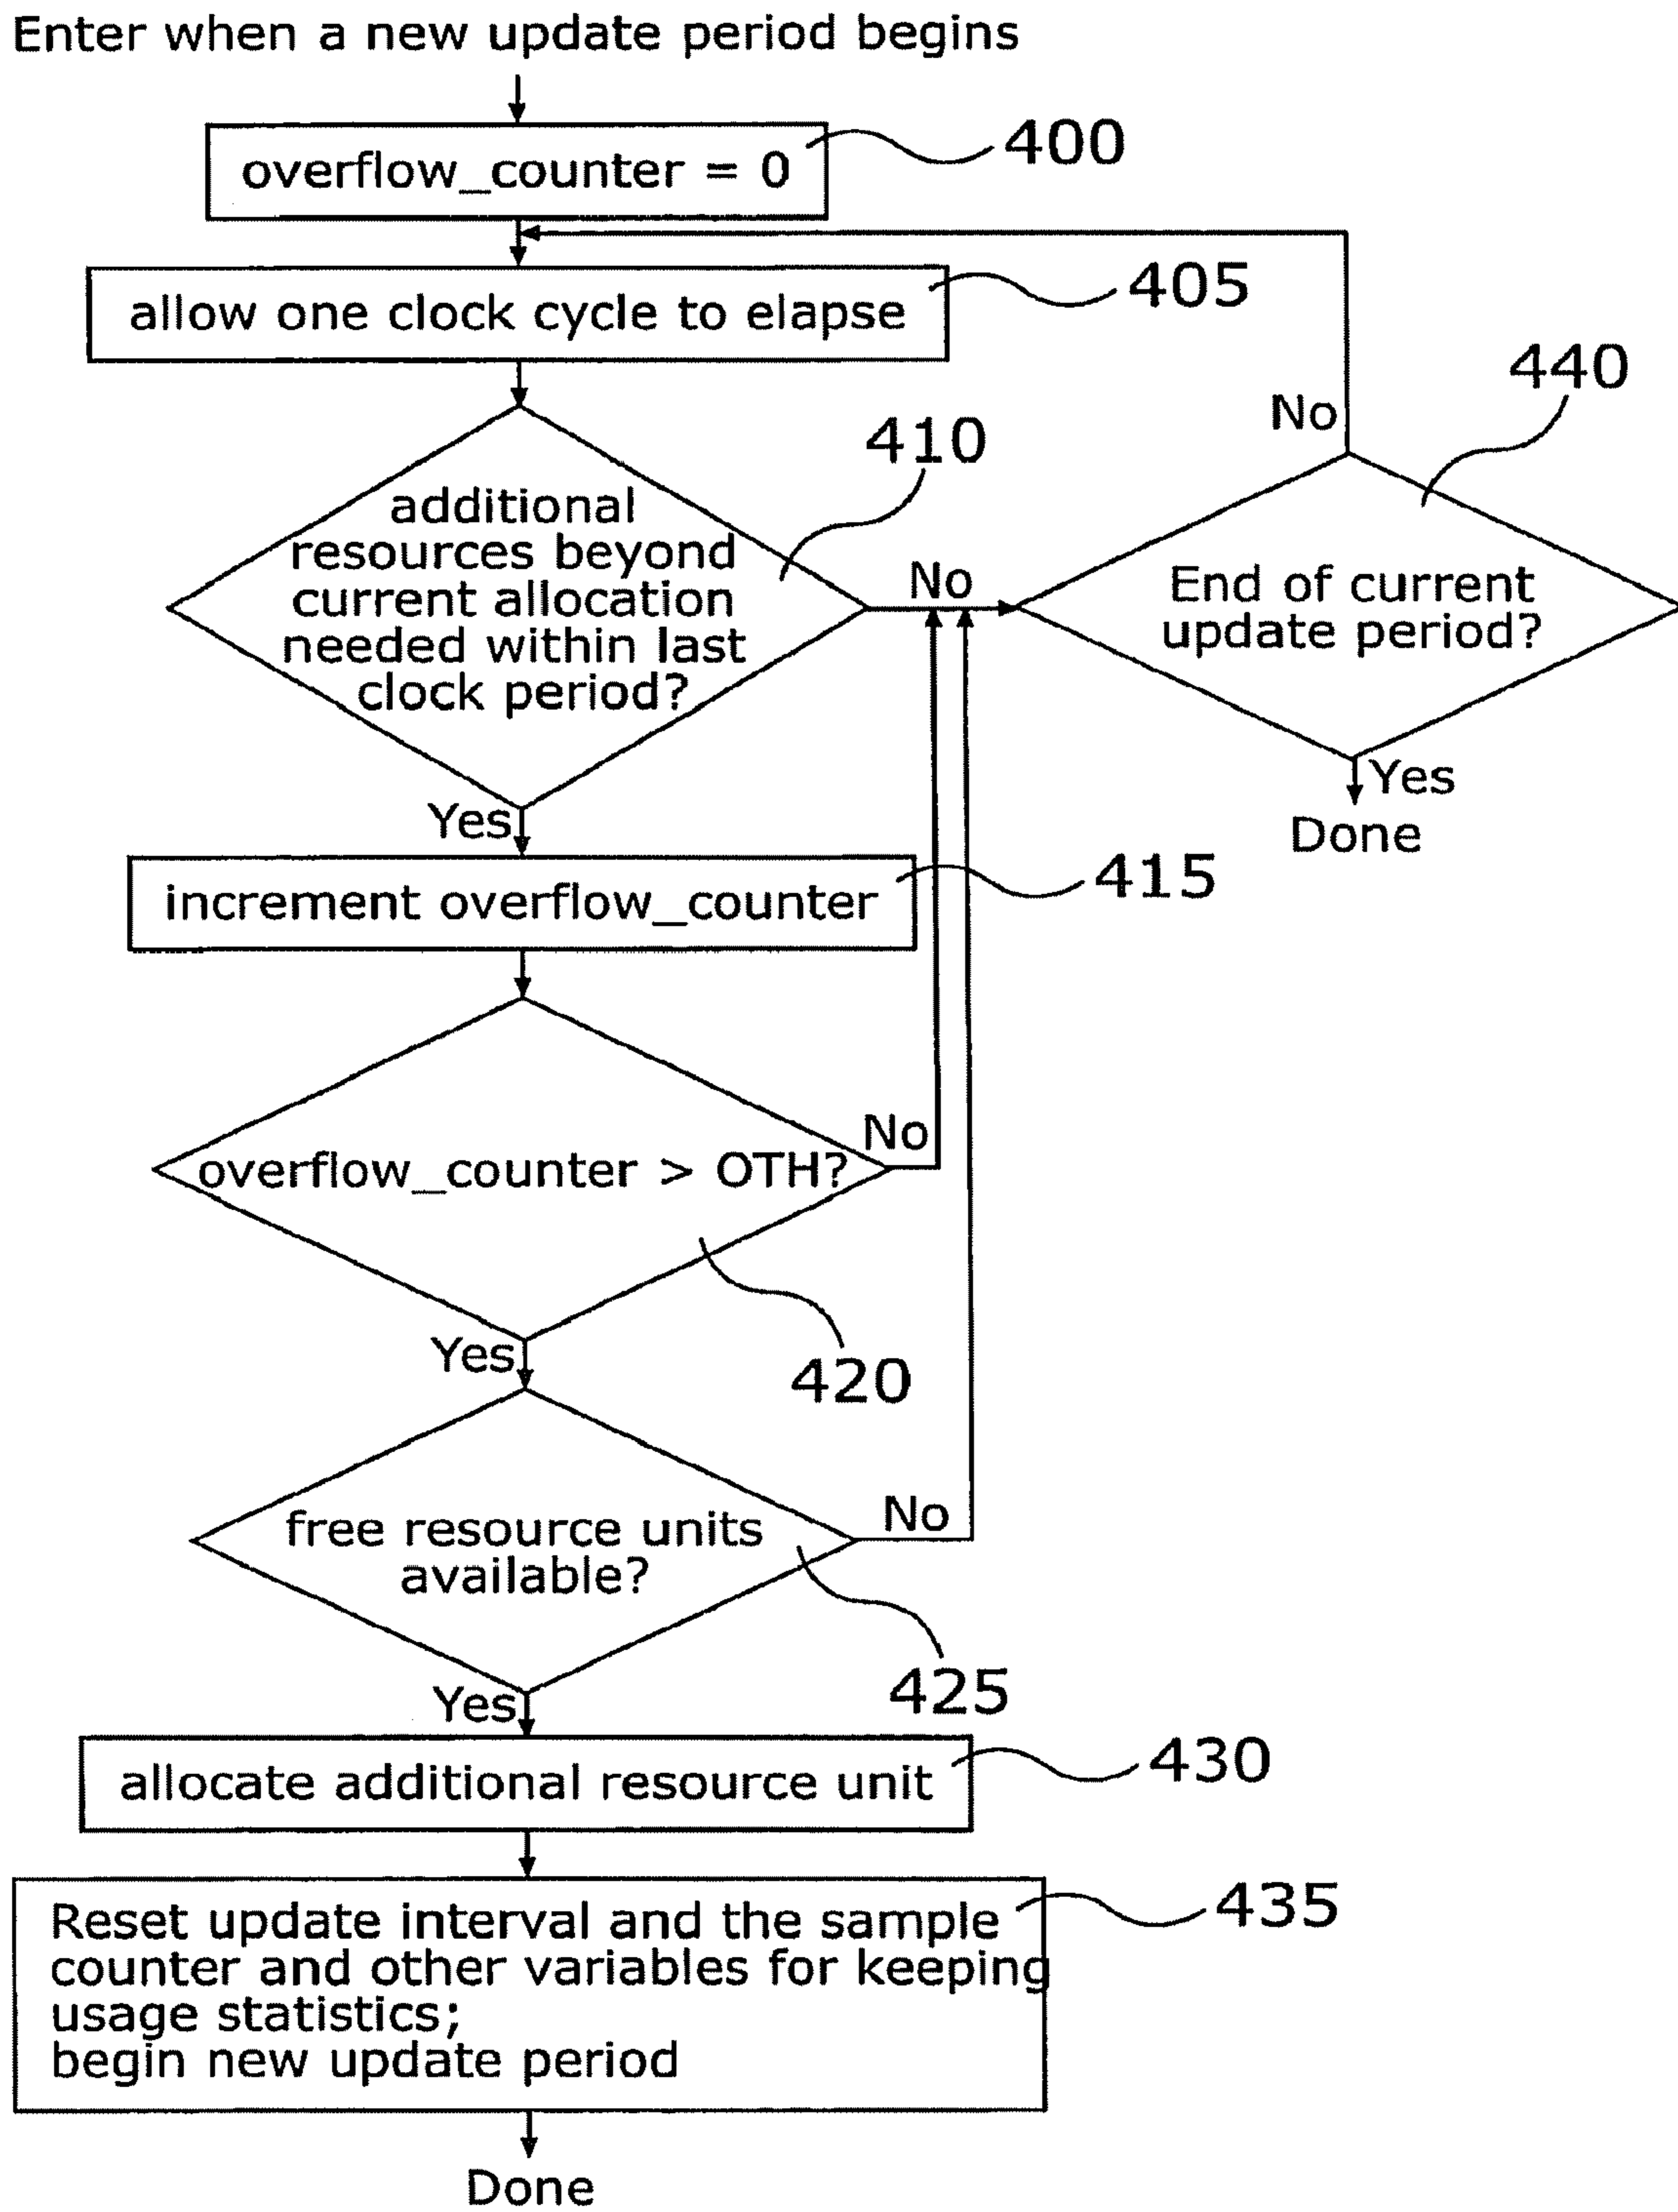 Enter when a new update period begins
overflow_counter = 0
400
allow one clock cycle to elapse
405
additional
resources beyond
current allocation
needed within last
clock period?
410
No
End of current
update period?
440
No
Yes
Done
Yes
increment overflow_counter
415
overflow_counter > OTH?
No
420
Yes
free resource units
available?
No
425
Yes
allocate additional resource unit
430
Reset update interval and the sample
counter and other variables for keeping
usage statistics;
begin new update period
435
Done